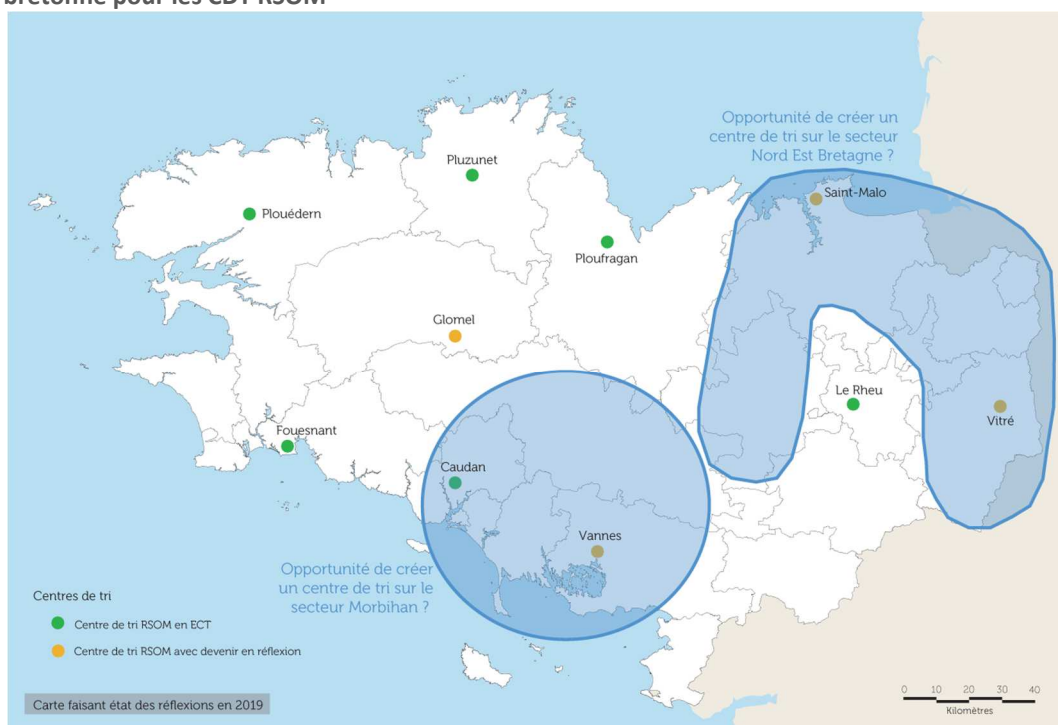 bretonne pour les CDT RSOM
Opportunité de créer un
centre de tri sur le secteur
Nord Est Bretagne ?
Pluzunet
Saint-Malo
Plouédern
Ploufragan
Glomel
Le Rheu
Vitré
Fouesnant
Caudan
Vannes
Opportunité de créer
un centre de tri sur le
secteur Morbihan ?
Centres de tri
Centre de tri RSOM en ECT
Centre de tri RSOM avec devenir en réflexion
Carte faisant état des réflexions en 2019
0 10 20 30 40
Kilomètres